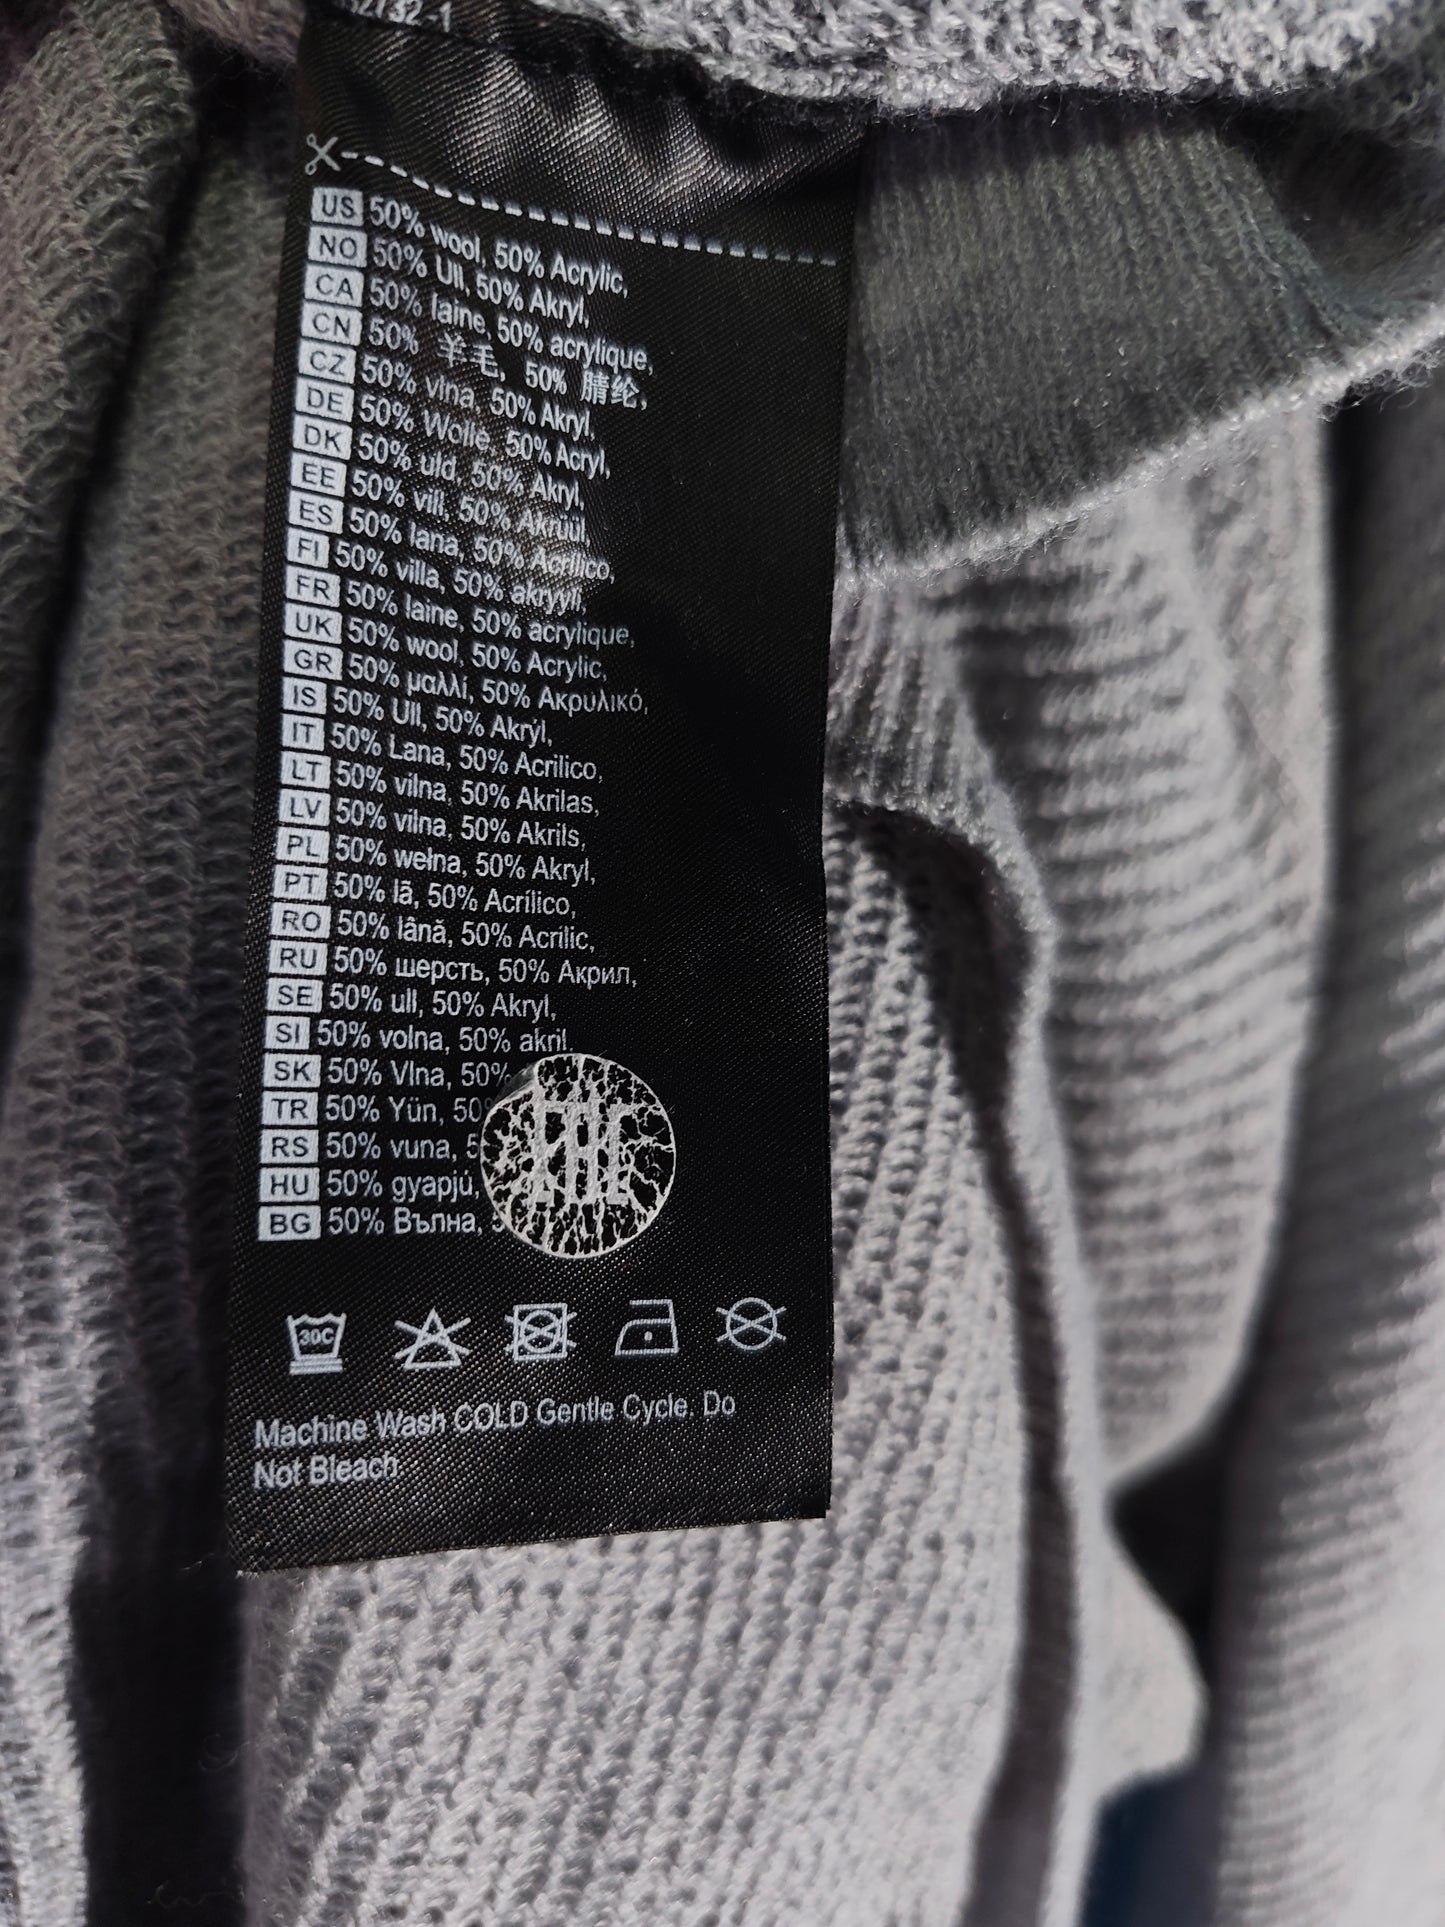 32732-1
US 50% wool, 50% Acrylic,
NO 50% Ull, 50% Akryl,
CA 50% laine, 50% acrylique,
CN 50% 羊毛, 50% 腈纶,
CZ 50% vlna, 50% Akryl,
DE 50% Wolle, 50% Acryl,
DK 50% uld, 50% Akryl,
EE 50% vill, 50% Akrüül,
ES 50% lana, 50% Acrílico,
FI 50% villa, 50% akryyli,
FR 50% laine, 50% acrylique,
UK 50% wool, 50% Acrylic,
GR 50% μαλλί, 50% Ακρυλικό,
IS 50% Ull, 50% Akrýl,
IT 50% Lana, 50% Acrilico,
LT 50% vilna, 50% Akrilas,
LV 50% vilna, 50% Akrils,
PL 50% wełna, 50% Akryl,
PT 50% lã, 50% Acrílico,
RO 50% lână, 50% Acrilic,
RU 50% шерсть, 50% Акрил,
SE 50% ull, 50% Akryl,
SI 50% volna, 50% akril,
SK 50% Vlna, 50%
TR 50% Yün, 50
RS 50% vuna, 5
HU 50% gyapjú,
BG 50% Вълна, 5
EAC
30C
Machine Wash COLD Gentle Cycle. Do
Not Bleach.